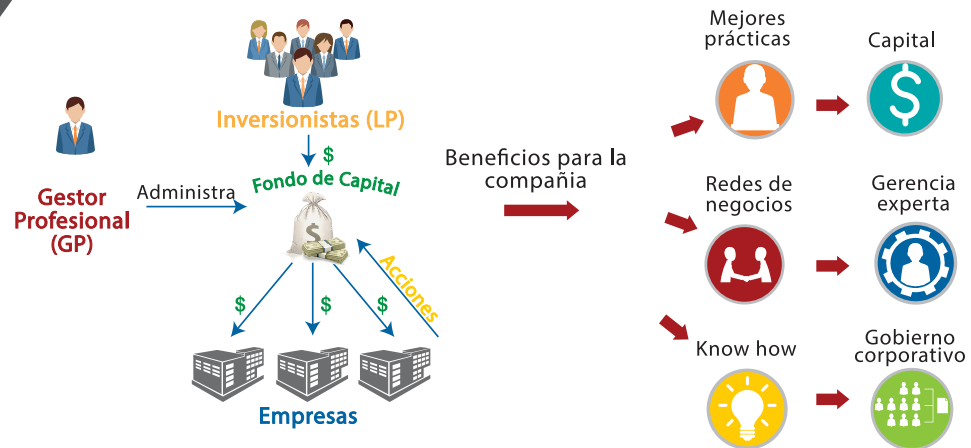 Inversionistas (LP)
$
Gestor
Profesional
(GP)
Administra
Fondo de Capital
$
$
$
$
Acciones
Empresas
Beneficios para la
compañia
Mejores
prácticas
Capital
$
Redes de
negocios
Gerencia
experta
Know how
Gobierno
corporativo